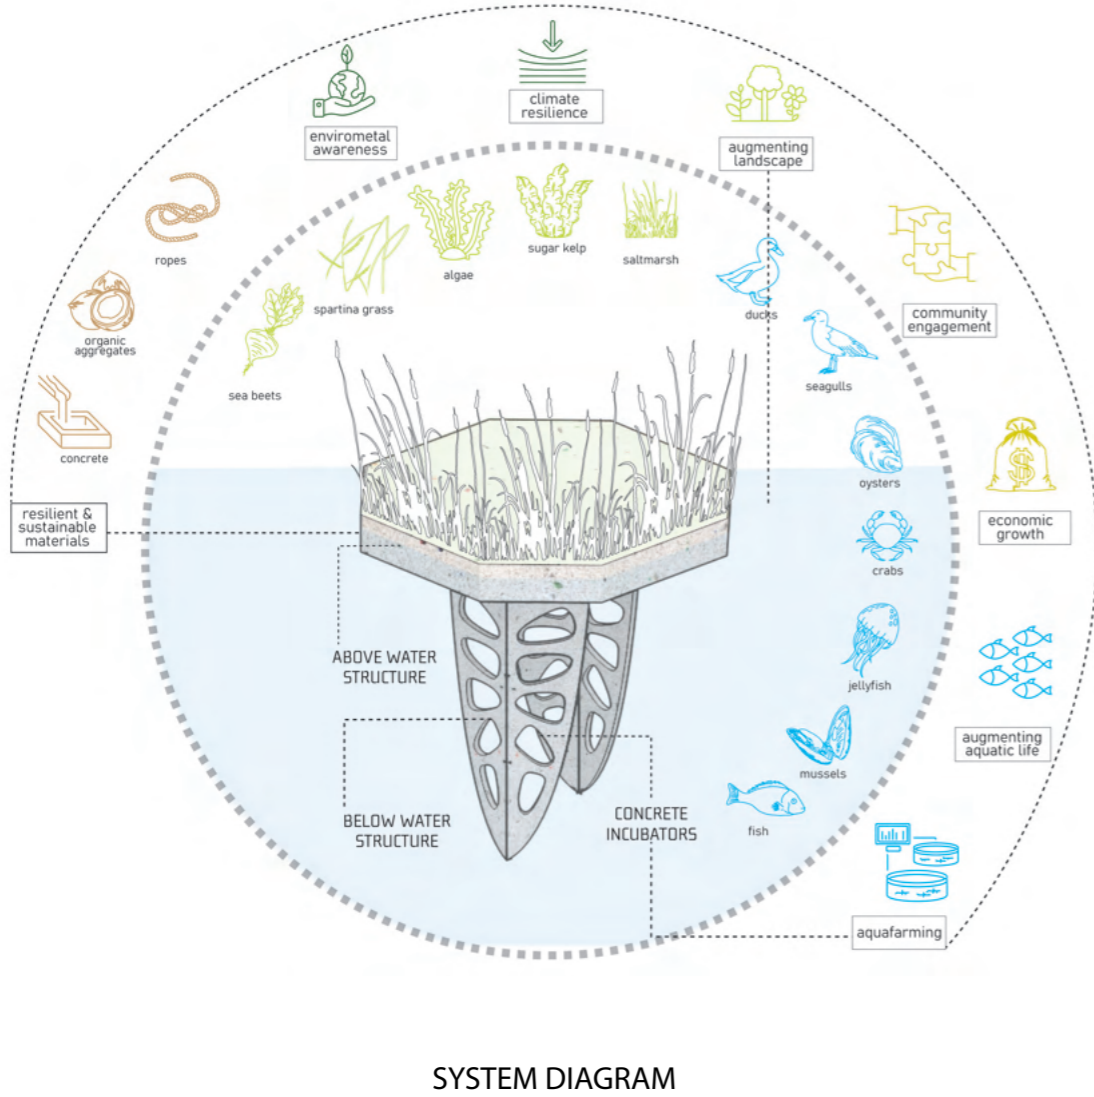 climate
resilience
envirometal
awareness
augmenting
landscape
ropes
algae
sugar kelp
saltmarsh
spartina grass
ducks
community
engagement
organic
aggregates
sea beets
seagulls
concrete
oysters
resilient &
sustainable
materials
economic
growth
crabs
ABOVE WATER
STRUCTURE
jellyfish
augmenting
aquatic life
mussels
BELOW WATER
STRUCTURE
CONCRETE
INCUBATORS
fish
aquafarming
SYSTEM DIAGRAM